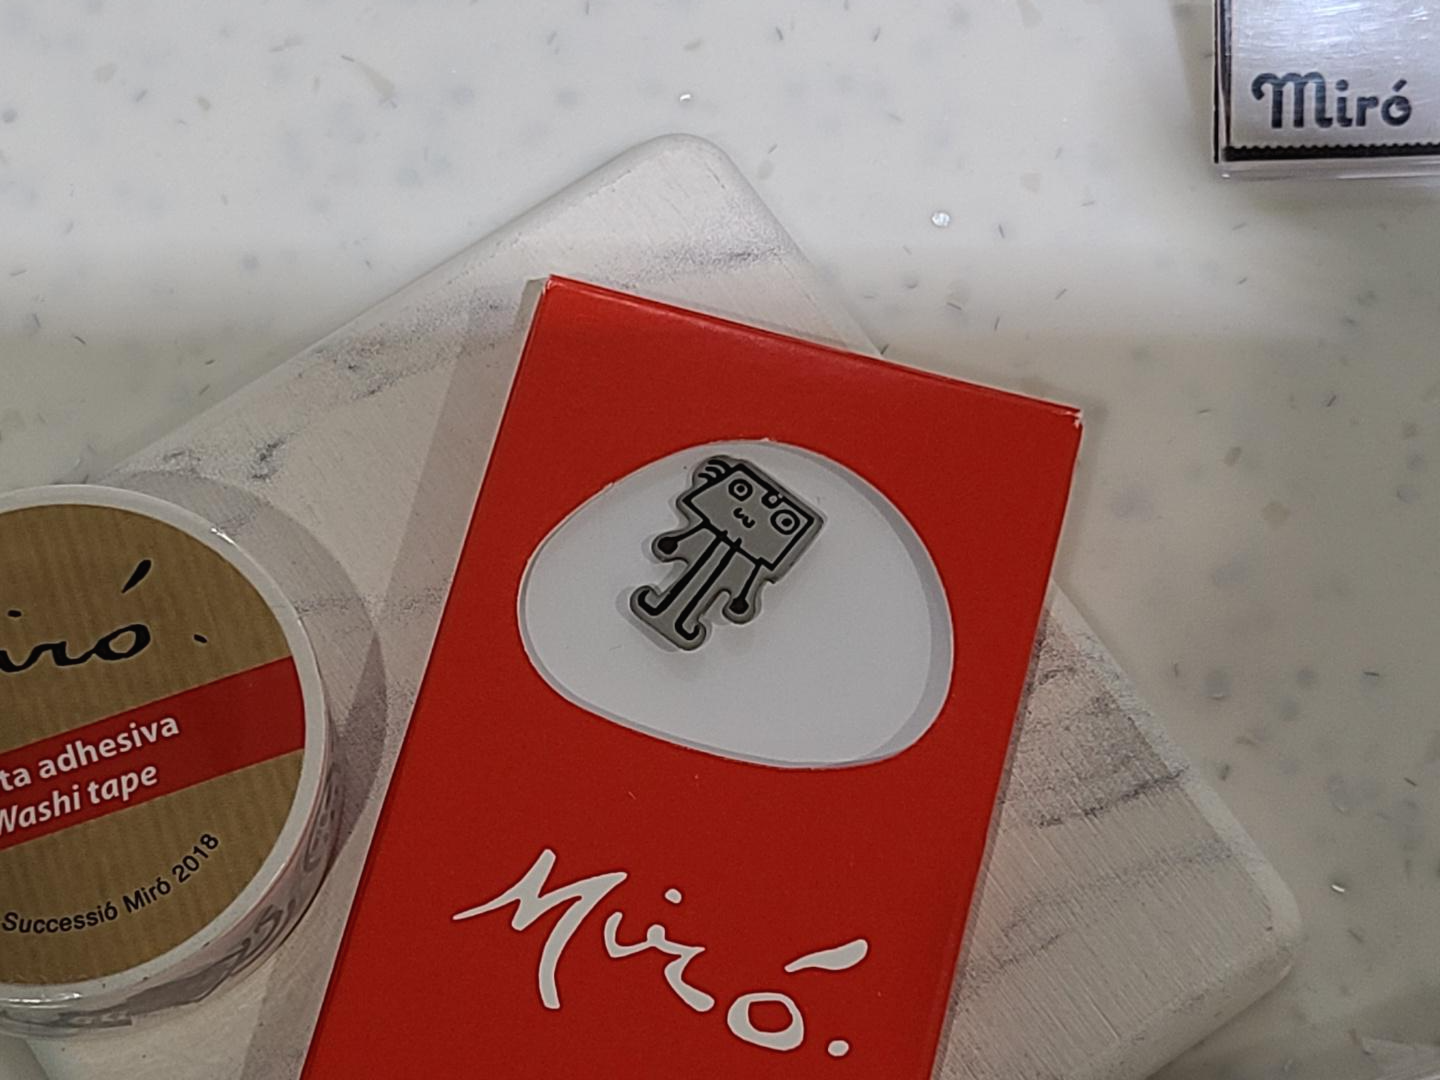 Miró
iró.
ta adhesiva
Washi tape
Successió Miró 2018
Miró.